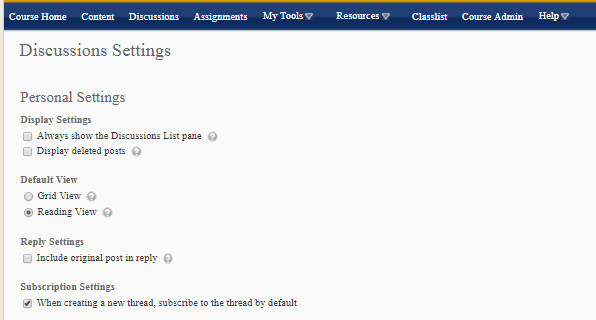 Course Home Content Discussions Assignments My Tools Resources Classlist Course Admin Help
Discussions Settings
Personal Settings
Display Settings
Always show the Discussions List pane ?
Display deleted posts ?
Default View
Grid View ?
Reading View ?
Reply Settings
Include original post in reply ?
Subscription Settings
When creating a new thread, subscribe to the thread by default